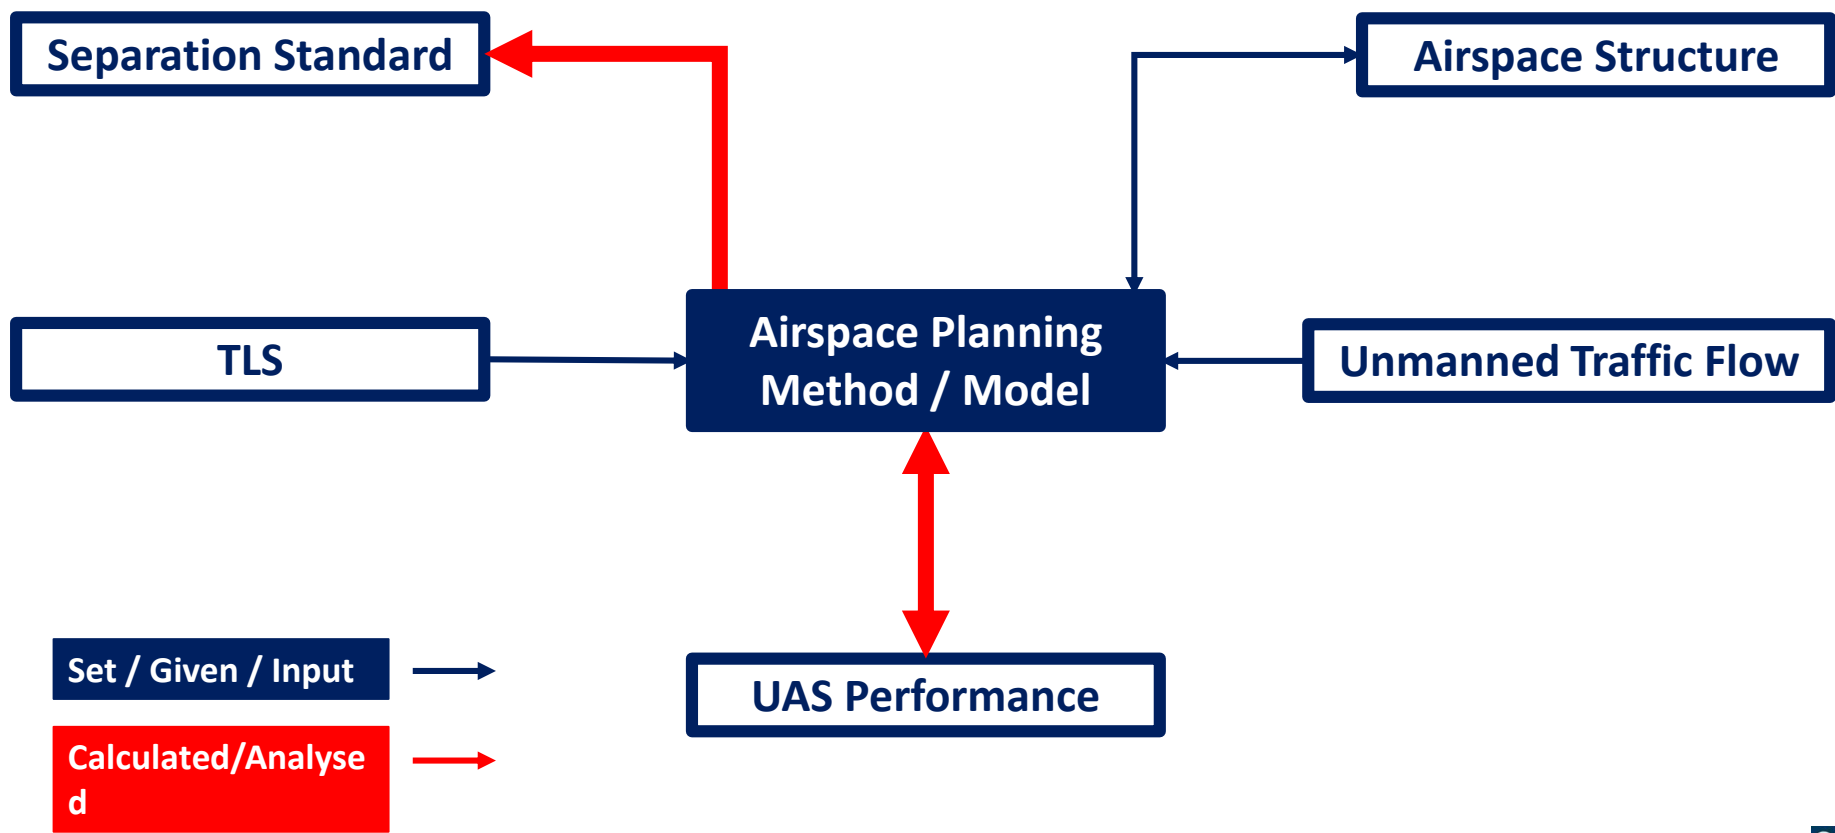 Separation Standard
Airspace Structure
TLS
Airspace Planning
Method / Model
Unmanned Traffic Flow
UAS Performance
Set / Given / Input
Calculated/Analyse
d